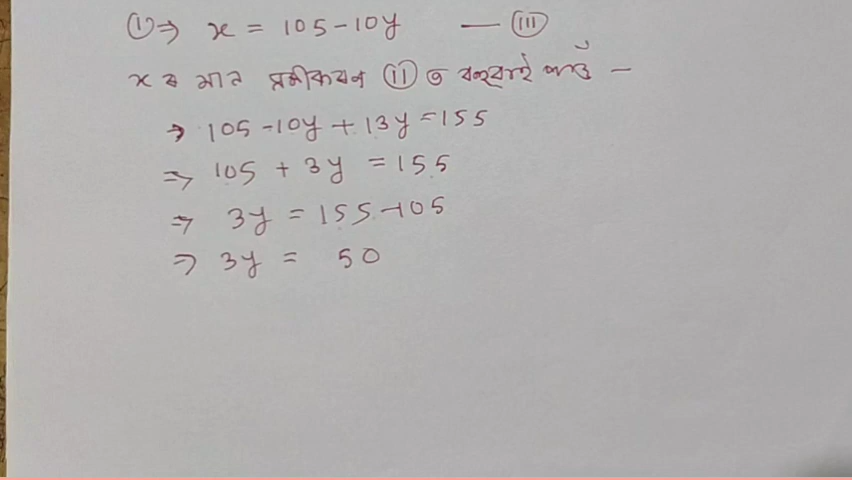 (i)⇒ x = 105-10y — (iii)
x ৰ মান সমীকৰণ (ii) ত বহুৱাই পাওঁ –
⇒ 105-10y+13y=155
⇒ 105 + 3y = 155
⇒ 3y = 155-105
⇒ 3y = 50